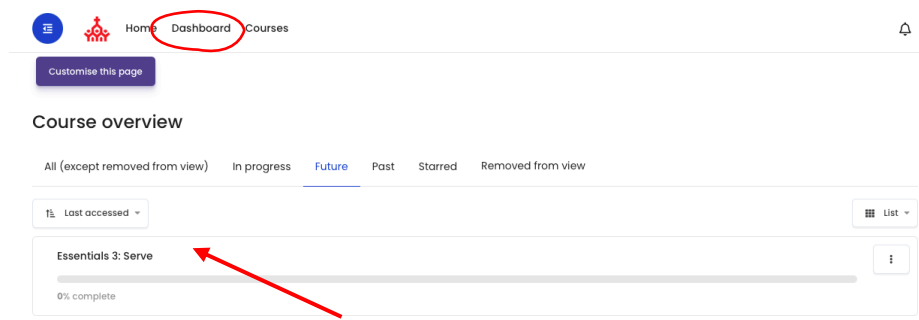 Home Dashboard Courses
Customise this page
Course overview
All (except removed from view) In progress Future Past Starred Removed from view
Last accessed List
Essentials 3: Serve
0% complete